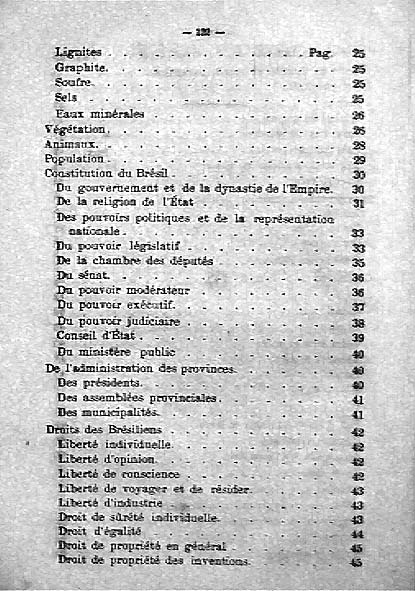 — 122 —
Lignites . . . . . . . . . . . . Pag. 25
Graphite. . . . . . . . . . . . . 25
Soufre. . . . . . . . . . . . . 25
Sels . . . . . . . . . . . . . 25
Eaux minérales . . . . . . . . . . . 26
Végétation. . . . . . . . . . . . . 26
Animaux. . . . . . . . . . . . . 28
Population . . . . . . . . . . . . . 29
Constitution du Brésil . . . . . . . . . . 30
Du gouvernement et de la dynastie de l'Empire. 30
De la religion de l'État . . . . . . . . . 31
Des pouvoirs politiques et de la représentation
nationale . . . . . . . . . . . . 33
Du pouvoir législatif . . . . . . . . . . 33
De la chambre des députés . . . . . . . . 35
Du sénat. . . . . . . . . . . . . 36
Du pouvoir modérateur . . . . . . . . . 36
Du pouvoir exécutif. . . . . . . . . . 37
Du pouvoir judiciaire . . . . . . . . . 38
Conseil d'État . . . . . . . . . . . 39
Du ministère public . . . . . . . . . 40
De l'administration des provinces. . . . . . . 40
Des présidents. . . . . . . . . . . 40
Des assemblées provinciales. . . . . . . . 41
Des municipalités. . . . . . . . . . 41
Droits des Brésiliens . . . . . . . . . . 42
Liberté individuelle. . . . . . . . . . 42
Liberté d'opinion. . . . . . . . . . 42
Liberté de conscience . . . . . . . . . 42
Liberté de voyager et de résider. . . . . . . 43
Liberté d'industrie . . . . . . . . . . 43
Droit de sûreté individuelle. . . . . . . . 43
Droit d'égalité . . . . . . . . . . 44
Droit de propriété en général . . . . . . . 45
Droit de propriété des inventions. . . . . . . 45